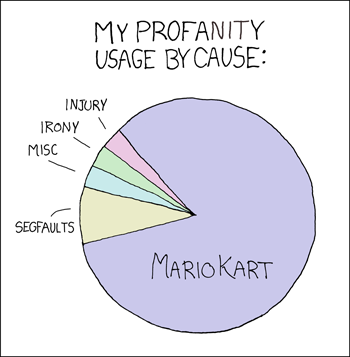 MY PROFANITY
USAGE BY CAUSE:
INJURY
IRONY
MISC
SEGFAULTS
MARIOKART